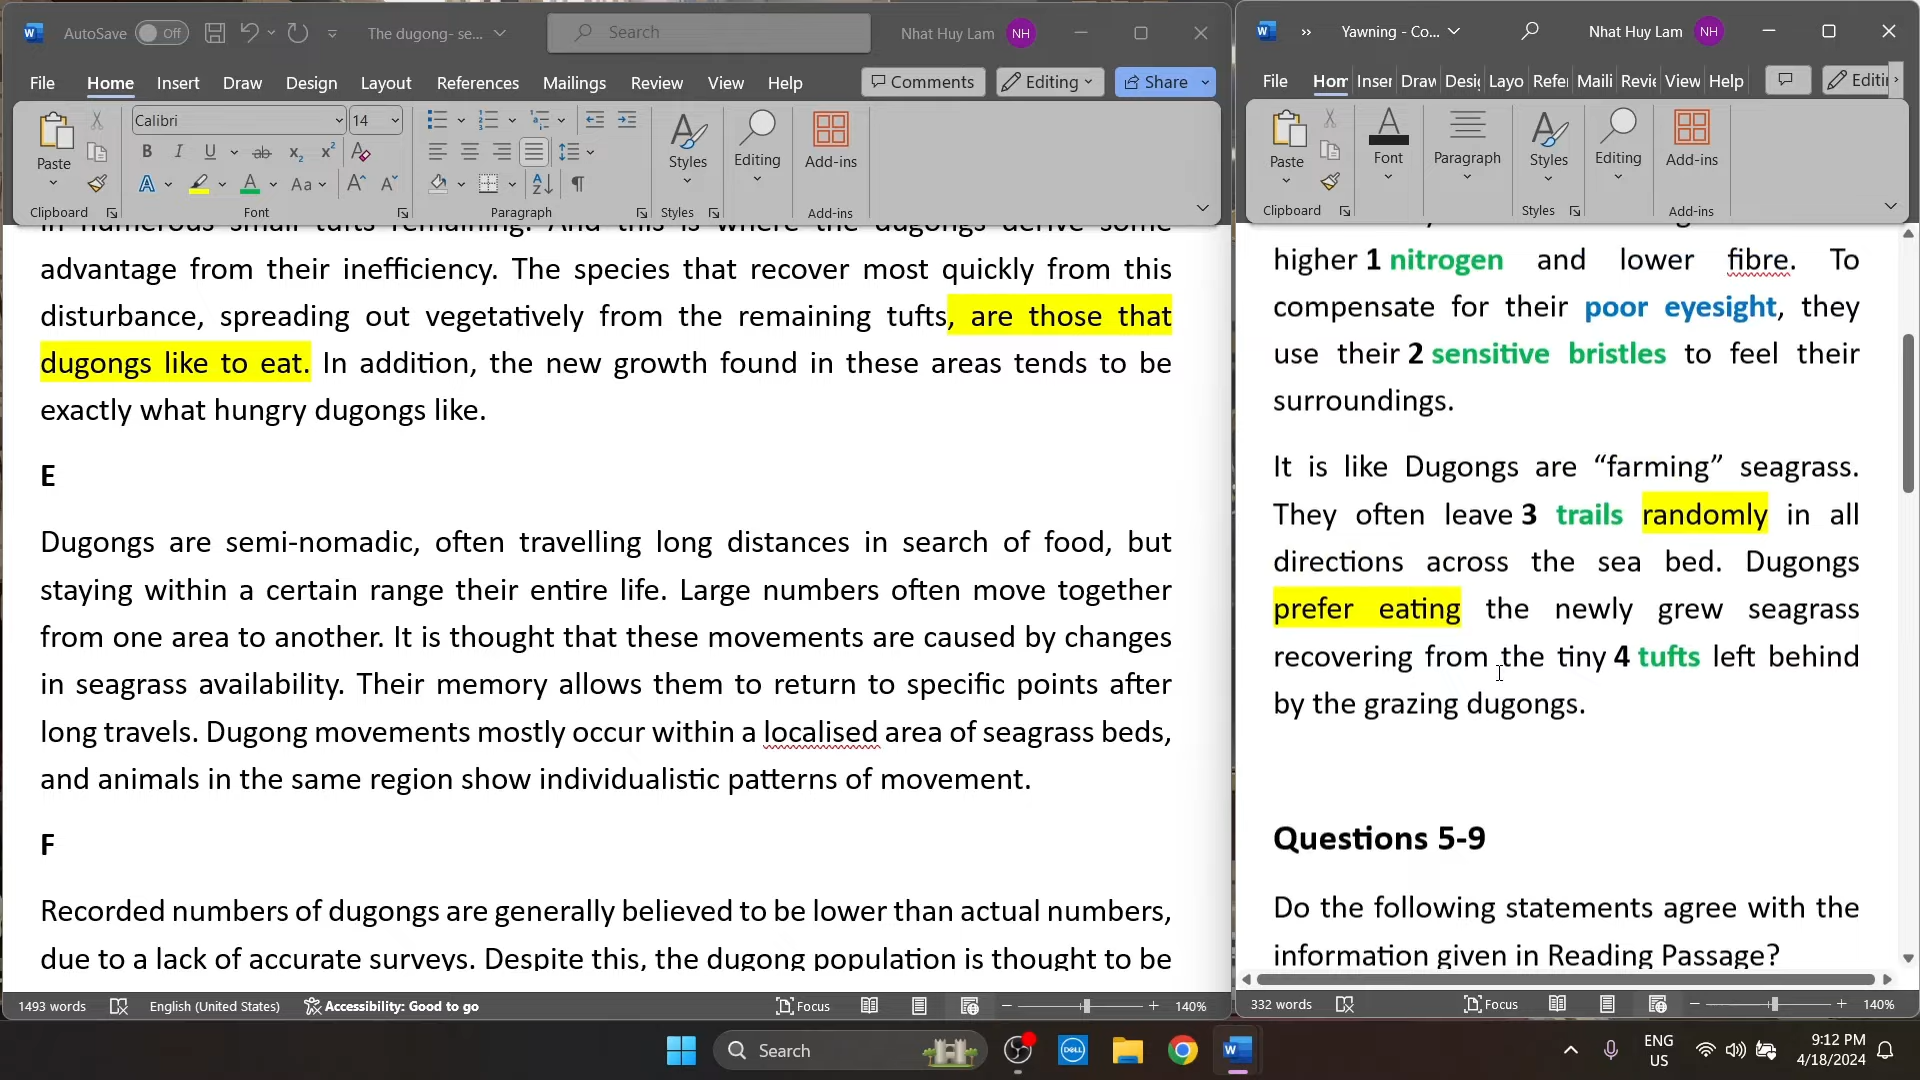 AutoSave Off The dugong- se... Search Nhat Huy Lam NH
File Home Insert Draw Design Layout References Mailings Review View Help Comments Editing Share
Calibri 14
Paste Styles Editing Add-ins
Clipboard Font Paragraph Styles Add-ins
advantage from their inefficiency. The species that recover most quickly from this
disturbance, spreading out vegetatively from the remaining tufts, are those that
dugongs like to eat. In addition, the new growth found in these areas tends to be
exactly what hungry dugongs like.
E
Dugongs are semi-nomadic, often travelling long distances in search of food, but
staying within a certain range their entire life. Large numbers often move together
from one area to another. It is thought that these movements are caused by changes
in seagrass availability. Their memory allows them to return to specific points after
long travels. Dugong movements mostly occur within a localised area of seagrass beds,
and animals in the same region show individualistic patterns of movement.
F
Recorded numbers of dugongs are generally believed to be lower than actual numbers,
due to a lack of accurate surveys. Despite this, the dugong population is thought to be
1493 words English (United States) Accessibility: Good to go Focus 140%
Yawning - Co... Nhat Huy Lam NH
File Hor Inser Draw Desig Layo Refer Maili Revie View Help Editi
Paste Font Paragraph Styles Editing Add-ins
Clipboard Styles Add-ins
higher 1 nitrogen and lower fibre. To
compensate for their poor eyesight, they
use their 2 sensitive bristles to feel their
surroundings.
It is like Dugongs are “farming” seagrass.
They often leave 3 trails randomly in all
directions across the sea bed. Dugongs
prefer eating the newly grew seagrass
recovering from the tiny 4 tufts left behind
by the grazing dugongs.
Questions 5-9
Do the following statements agree with the
information given in Reading Passage?
332 words Focus 140%
Search DELL ENG US 9:12 PM 4/18/2024